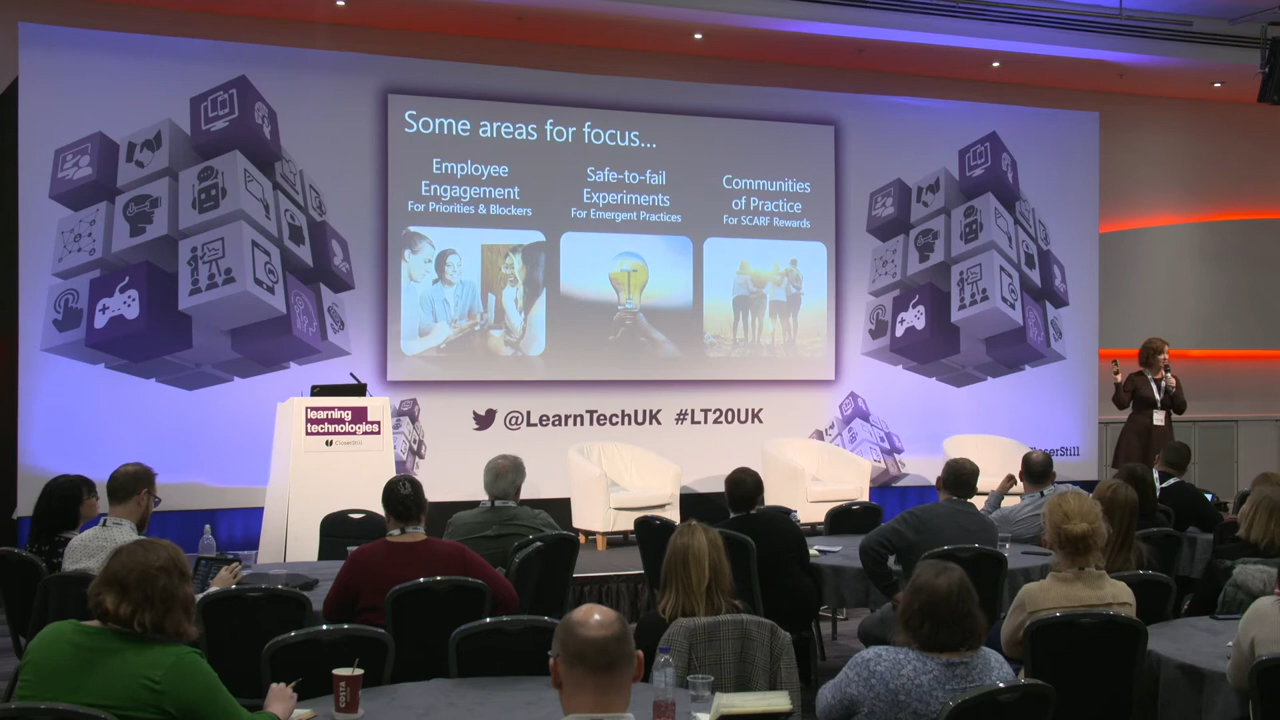 Some areas for focus...
Employee
Engagement
For Priorities & Blockers
Safe-to-fail
Experiments
For Emergent Practices
Communities
of Practice
For SCARF Rewards
learning
technologies
CloserStill
@LearnTechUK #LT20UK
CloserStill
COSTA